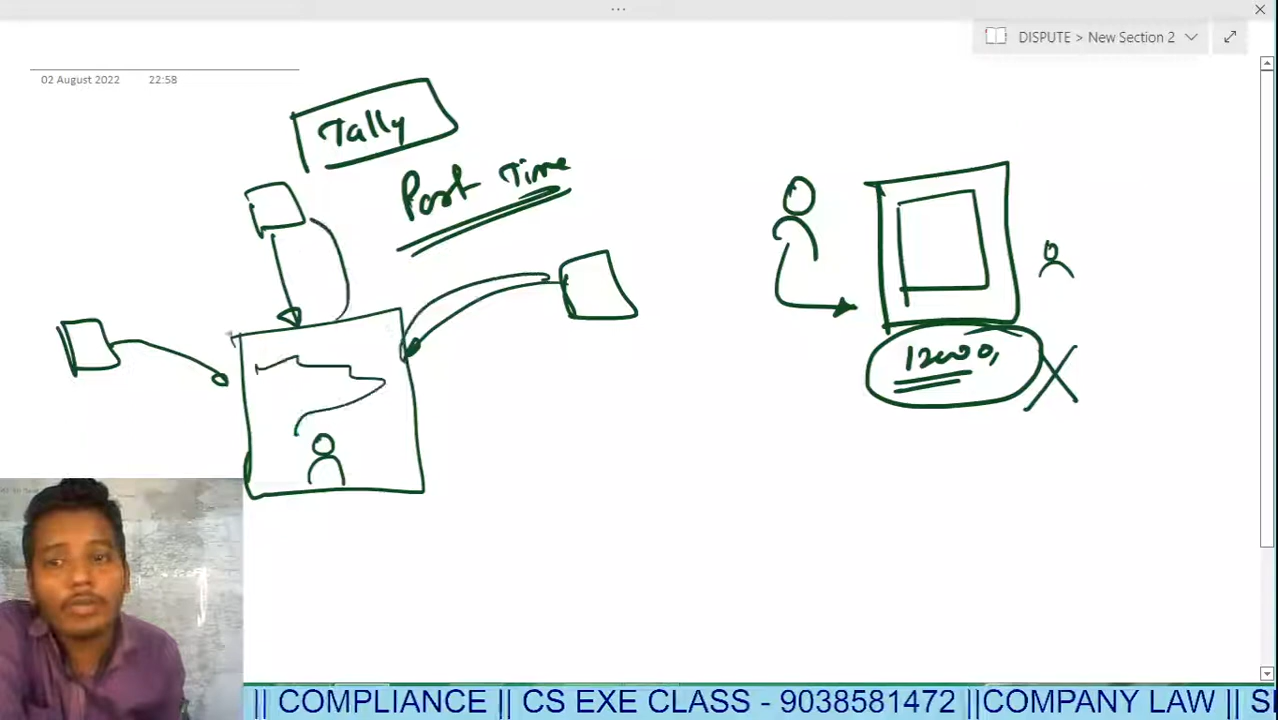 DISPUTE > New Section 2
02 August 2022 22:58
Tally
Part Time
12000,
|| COMPLIANCE || CS EXE CLASS - 9038581472 ||COMPANY LAW ||